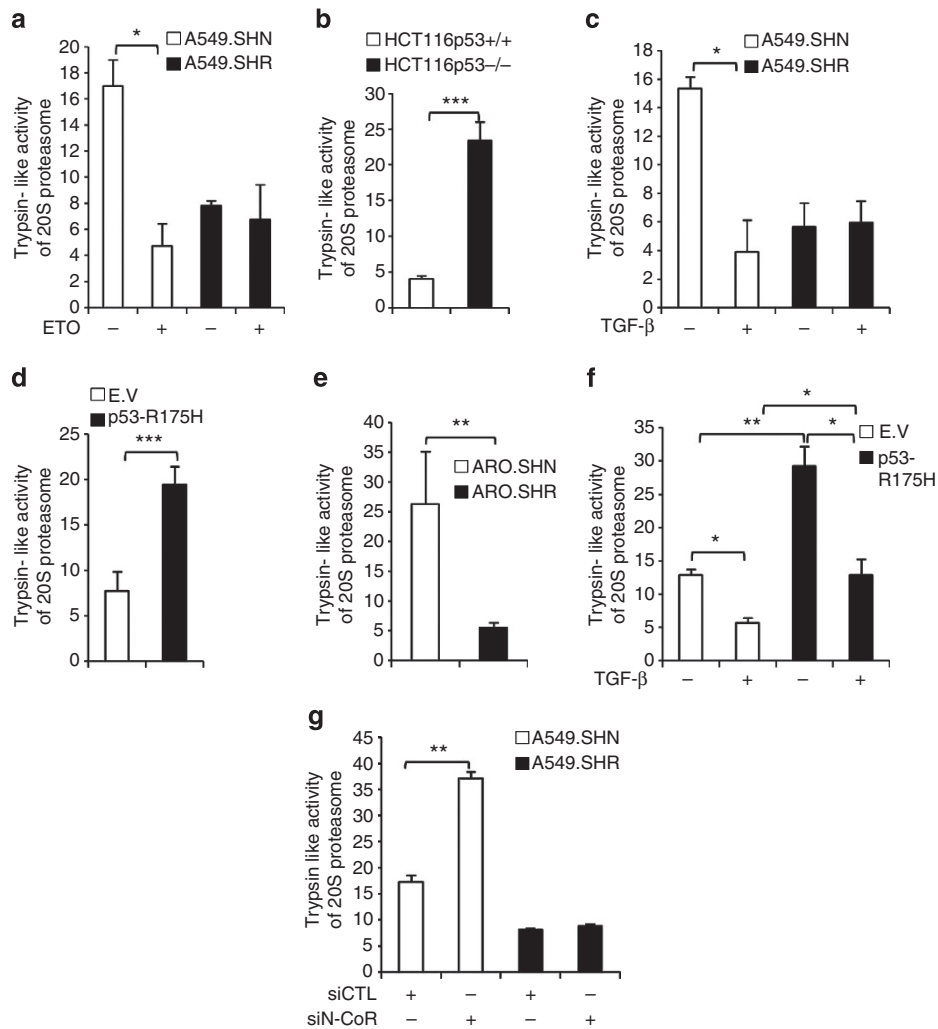 a
A549.SHN
A549.SHR
*
Trypsin- like activity
of 20S proteasome
20
18
16
14
12
10
8
6
4
2
0
ETO – + – +
b
HCT116p53+/+
HCT116p53–/–
***
Trypsin- like activity
of 20S proteasome
30
25
20
15
10
5
0
c
A549.SHN
A549.SHR
*
Trypsin- like activity
of 20S proteasome
18
16
14
12
10
8
6
4
2
0
TGF-β – + – +
d
E.V
p53-R175H
***
Trypsin- like activity
of 20S proteasome
25
20
15
10
5
0
e
**
ARO.SHN
ARO.SHR
Trypsin- like activity
of 20S proteasome
40
35
30
25
20
15
10
5
0
f
*
** *
*
E.V
p53-
R175H
Trypsin- like activity
of 20S proteasome
35
30
25
20
15
10
5
0
TGF-β – + – +
g
A549.SHN
A549.SHR
**
Trypsin like activity
of 20S proteasome
45
40
35
30
25
20
15
10
5
0
siCTL + – + –
siN-CoR – + – +